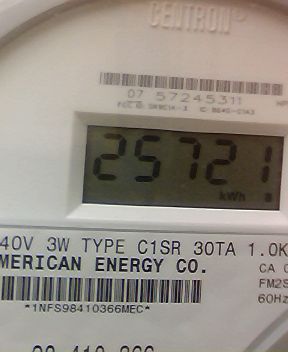 CENTRON
07 57245311
25721
kWh
40V 3W TYPE C1SR 30TA 1.0K
MERICAN ENERGY CO.
CA 0
FM2S
60Hz
*1NFS98410366MEC*